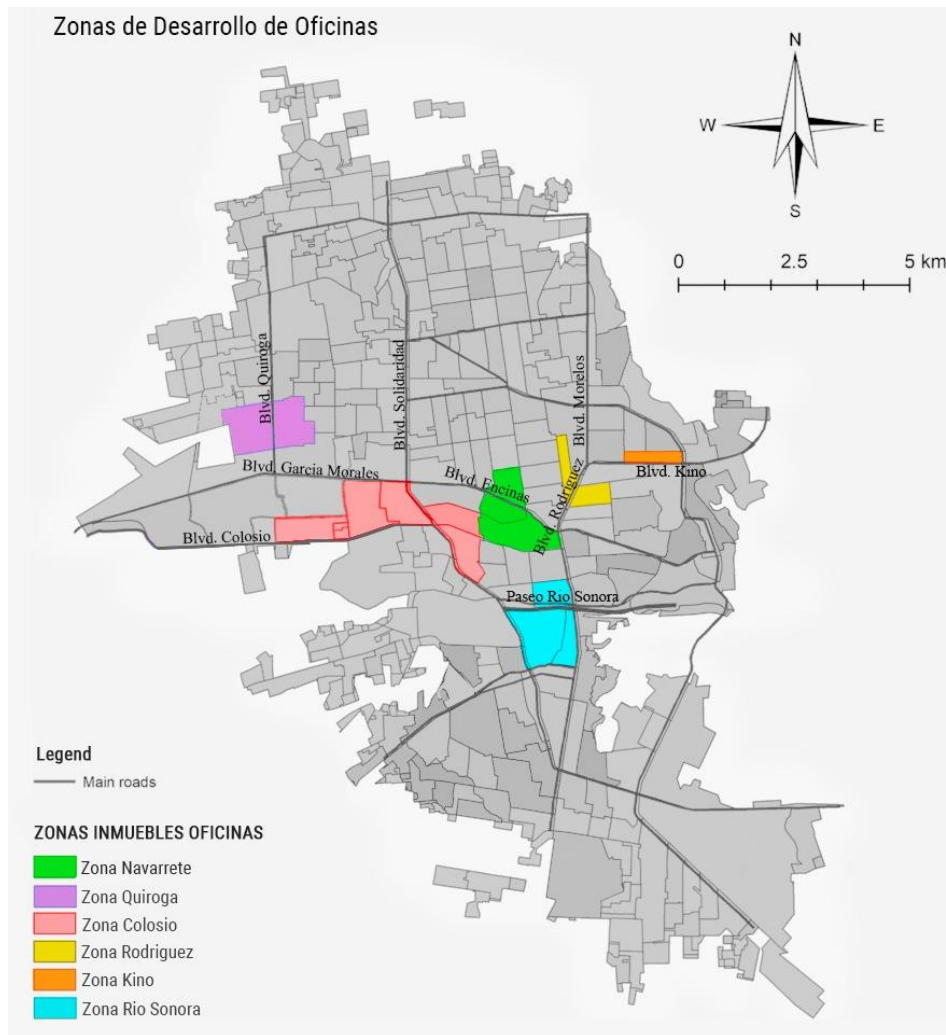 Zonas de Desarrollo de Oficinas
N
W
E
S
0
2.5
5 km
Blvd. Quiroga
Blvd. Solidaridad
Blvd. Morelos
Blvd. Garcia Morales
Blvd. Encinas
Blvd. Rodriguez
Blvd. Kino
Blvd. Colosio
Paseo Rio Sonora
Legend
Main roads
ZONAS INMUEBLES OFICINAS
Zona Navarrete
Zona Quiroga
Zona Colosio
Zona Rodriguez
Zona Kino
Zona Rio Sonora